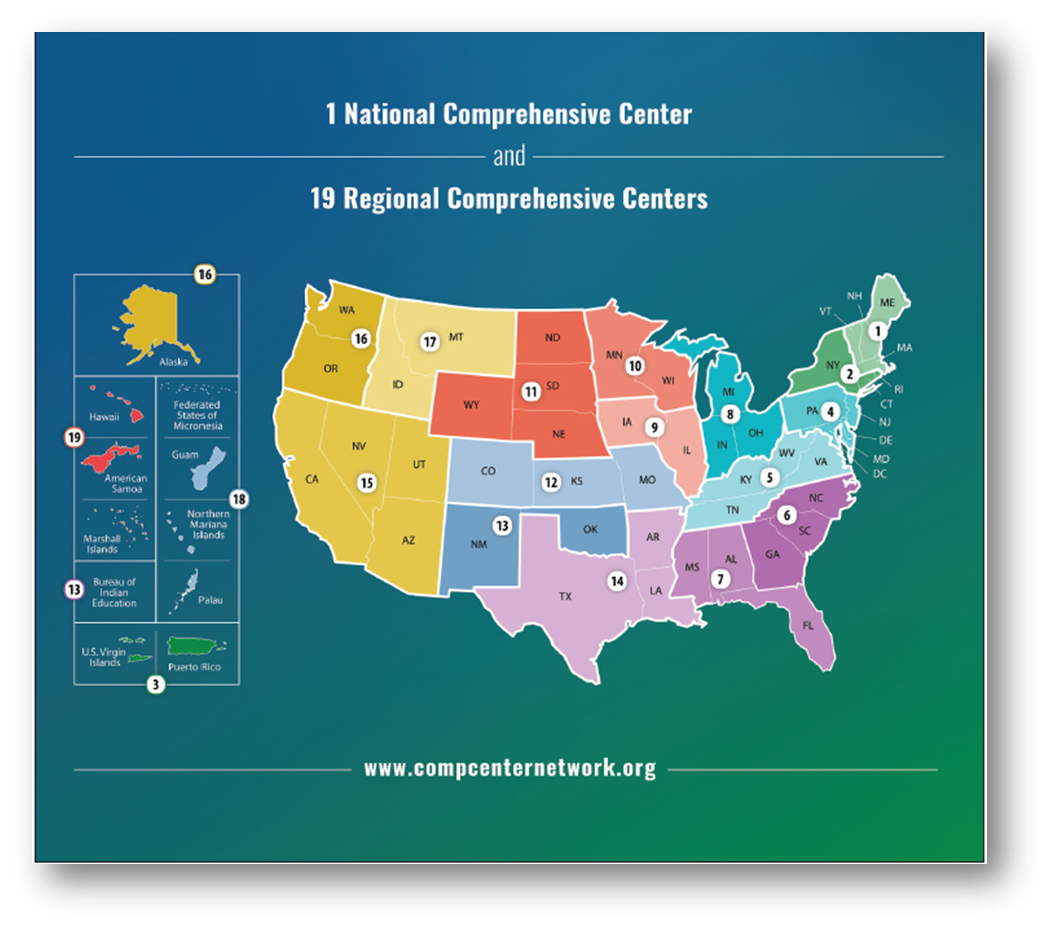 1 National Comprehensive Center
and
19 Regional Comprehensive Centers
16
Alaska
Hawaii
19
American
Samoa
Marshall
Islands
13
Bureau of
Indian
Education
Federated
States of
Micronesia
Guam
18
Northern
Mariana
Islands
Palau
U.S. Virgin
Islands
Puerto Rico
3
WA
16
OR
17
MT
ID
ND
11
SD
WY
NE
MN
10
WI
IA
9
IL
MI
8
IN
OH
NH
VT
ME
1
MA
NY
2
RI
CT
PA
4
NJ
DE
MD
DC
WV
VA
KY
5
TN
NV
UT
CA
15
AZ
CO
12
KS
MO
13
NM
OK
AR
14
TX
LA
NC
6
SC
GA
MS
AL
7
FL
www.compcenternetwork.org